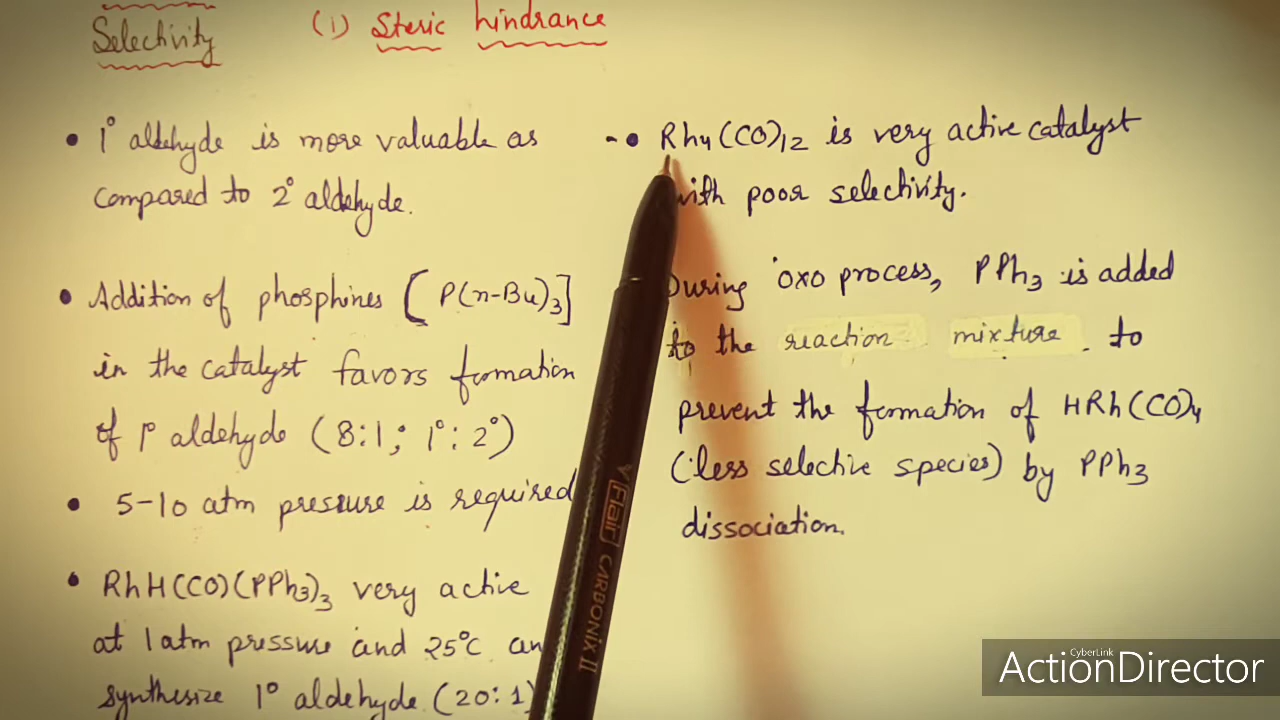 Selectivity (i) Steric hindrance
• 1° aldehyde is more valuable as
compared to 2° aldehyde.
• Addition of phosphines [P(n-Bu)3]
in the catalyst favors formation
of 1° aldehyde (8:1; 1°:2°)
• 5-10 atm pressure is required
• RhH(CO)(PPh3)3 very active
at 1 atm pressure and 25°C an
synthesize 1° aldehyde (20:1)
-• Rh4(CO)12 is very active catalyst
with poor selectivity.
During oxo process, PPh3 is added
to the reaction mixture to
prevent the formation of HRh(CO)4
(less selective species) by PPh3
dissociation.
Flair CARBONIX II
CyberLink
ActionDirector